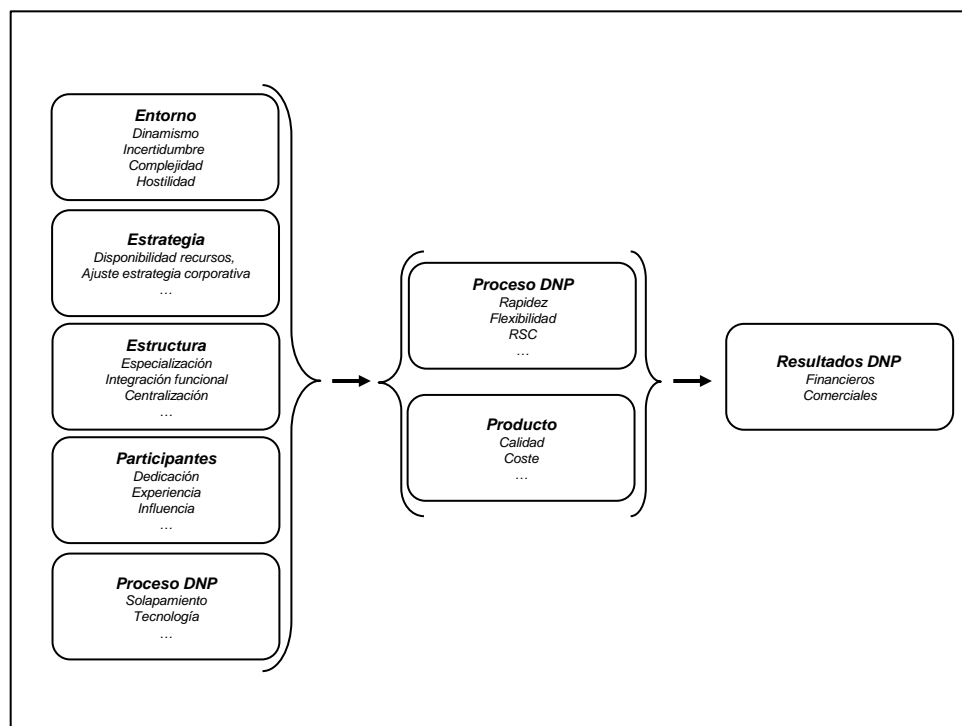 Entorno
Dinamismo
Incertidumbre
Complejidad
Hostilidad
Estrategia
Disponibilidad recursos,
Ajuste estrategia corporativa
…
Estructura
Especialización
Integración funcional
Centralización
…
Participantes
Dedicación
Experiencia
Influencia
…
Proceso DNP
Solapamiento
Tecnología
…
Proceso DNP
Rapidez
Flexibilidad
RSC
…
Producto
Calidad
Coste
…
Resultados DNP
Financieros
Comerciales